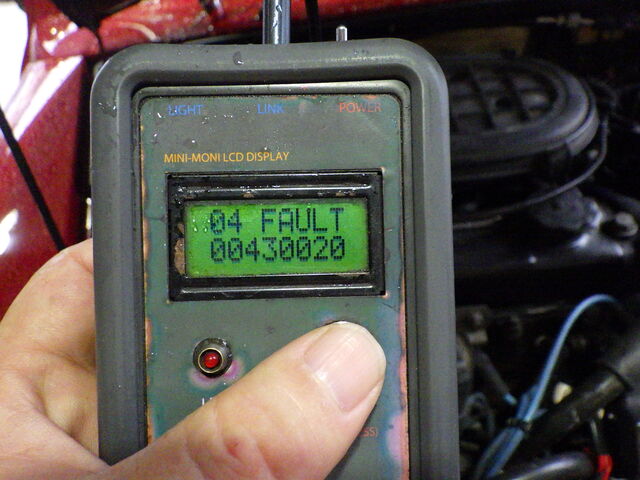 LIGHT LINK POWER
MINI-MONI LCD DISPLAY
04 FAULT
00430020